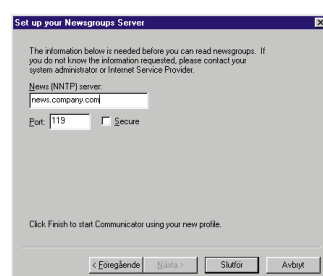 Set up your Newsgroups Server
The information below is needed before you can read newsgroups. If
you do not know the information requested, please contact your
system administrator or Internet Service Provider.
News (NNTP) server:
news.company.com
Port: 119 Secure
Click Finish to start Communicator using your new profile.
< Föregående Nästa > Slutför Avbryt